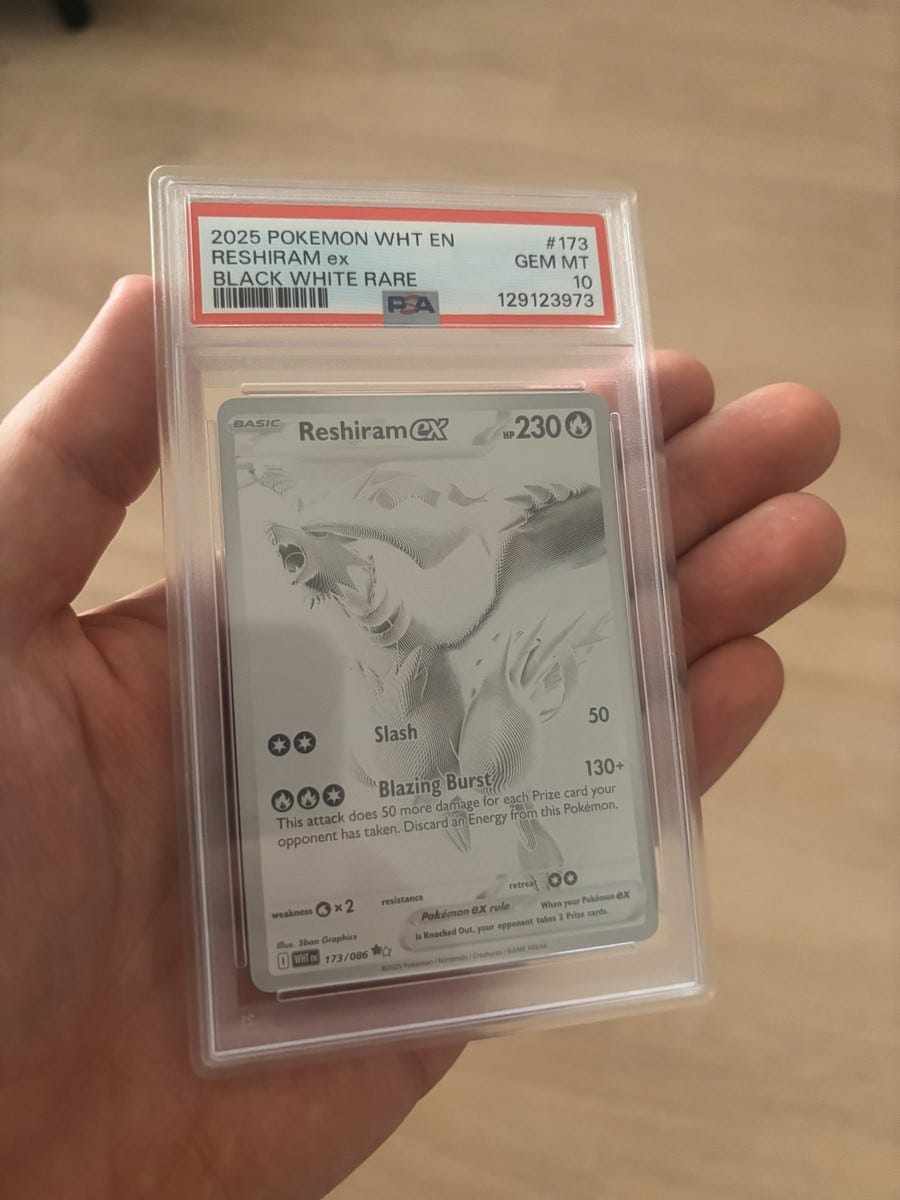 2025 POKEMON WHT EN #173
RESHIRAM ex GEM MT
BLACK WHITE RARE 10
PSA 129123973
BASIC Reshiram ex HP 230
Slash 50
Blazing Burst 130+
This attack does 50 more damage for each Prize card your
opponent has taken. Discard an Energy from this Pokémon.
weakness ×2 resistance retreat
Pokémon ex rule When your Pokémon ex
is Knocked Out, your opponent takes 2 Prize cards.
Illus. 5ban Graphics
I WHT EN 173/086
©2025 Pokémon / Nintendo / Creatures / GAME FREAK